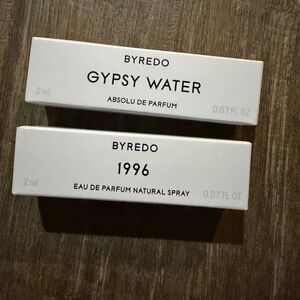 BYREDO
GYPSY WATER
ABSOLU DE PARFUM
2 ml
0.07 FL OZ
BYREDO
1996
EAU DE PARFUM NATURAL SPRAY
2 ml
0.07 FL OZ